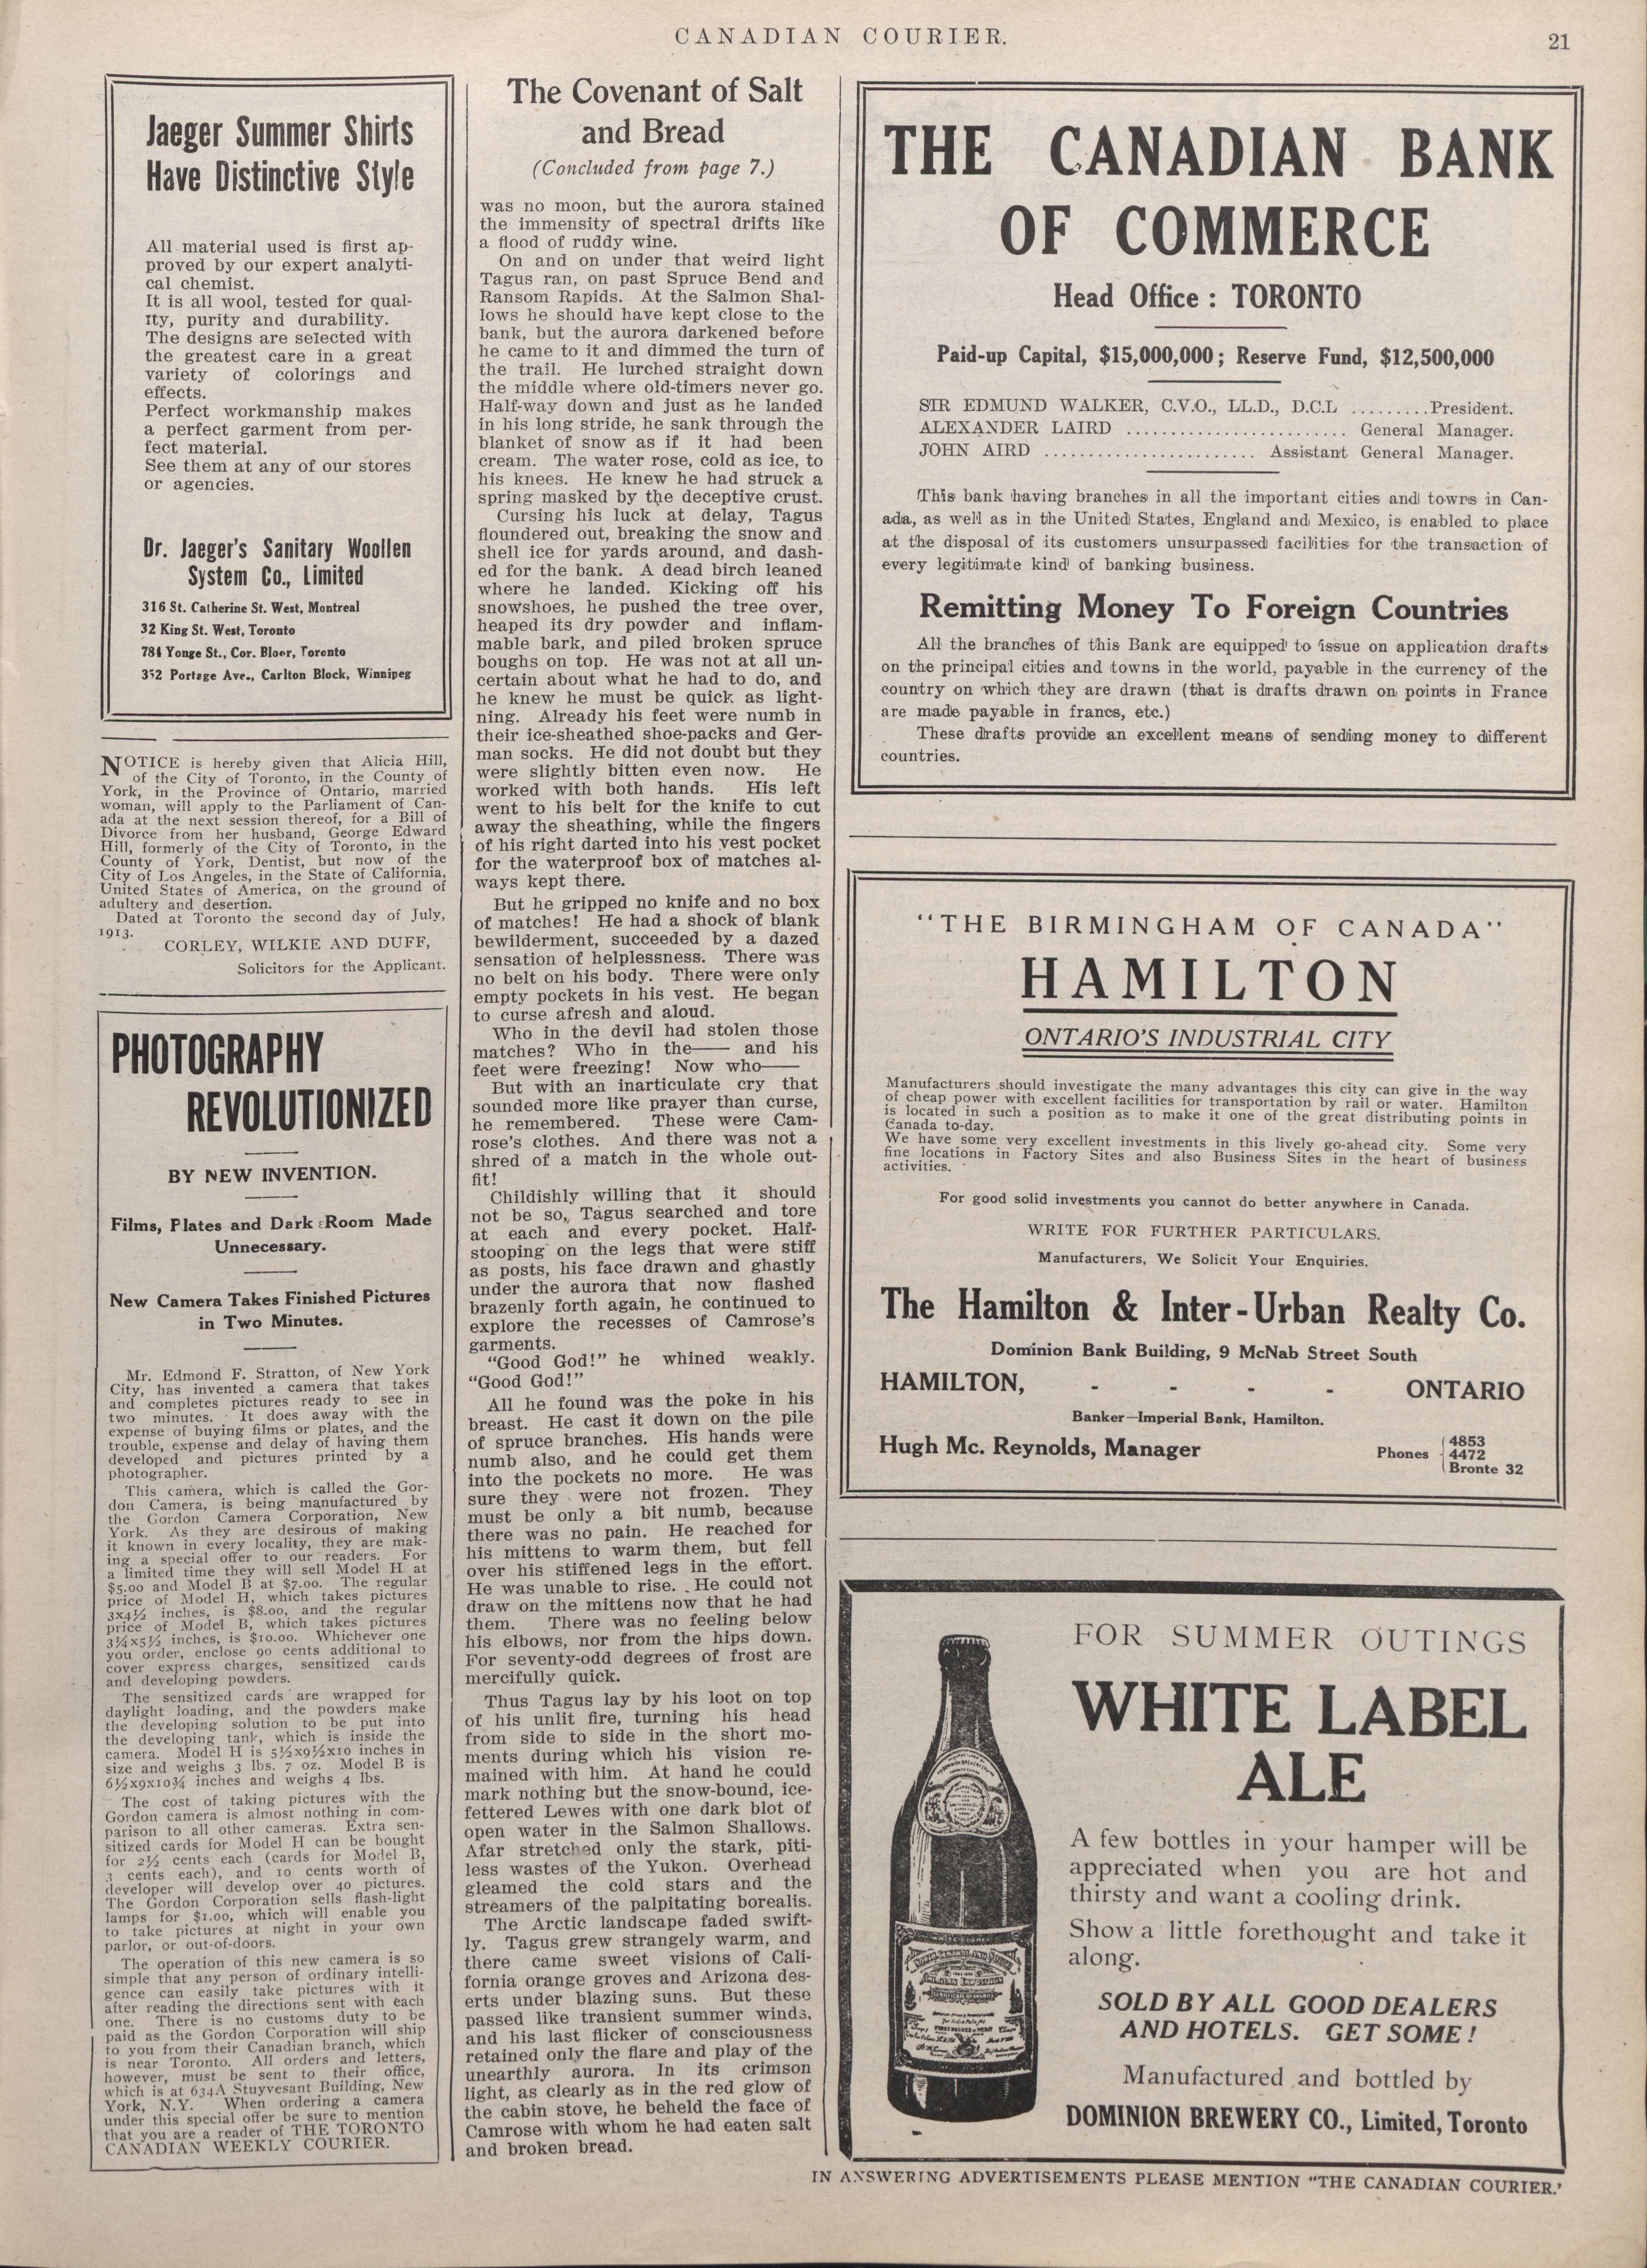 CANADIAN COURIER.
21
Jaeger Summer Shirts
Have Distinctive Style
All material used is first ap-
proved by our expert analyti-
cal chemist.
It is all wool, tested for qual-
ity, purity and durability.
The designs are selected with
the greatest care in a great
variety of colorings and
effects.
Perfect workmanship makes
a perfect garment from per-
fect material.
See them at any of our stores
or agencies.
Dr. Jaeger's Sanitary Woollen
System Co., Limited
316 St. Catherine St. West, Montreal
32 King St. West, Toronto
784 Yonge St., Cor. Bloor, Toronto
352 Portage Ave., Carlton Block, Winnipeg
NOTICE is hereby given that Alicia Hill,
of the City of Toronto, in the County of
York, in the Province of Ontario, married
woman, will apply to the Parliament of Can-
ada at the next session thereof, for a Bill of
Divorce from her husband, George Edward
Hill, formerly of the City of Toronto, in the
County of York, Dentist, but now of the
City of Los Angeles, in the State of California,
United States of America, on the ground of
adultery and desertion.
Dated at Toronto the second day of July,
1913.
CORLEY, WILKIE AND DUFF,
Solicitors for the Applicant.
PHOTOGRAPHY
REVOLUTIONIZED
BY NEW INVENTION.
Films, Plates and Dark Room Made
Unnecessary.
New Camera Takes Finished Pictures
in Two Minutes.
Mr. Edmond F. Stratton, of New York
City, has invented a camera that takes
and completes pictures ready to see in
two minutes. It does away with the
expense of buying films or plates, and the
trouble, expense and delay of having them
developed and pictures printed by a
photographer.
This camera, which is called the Gor-
don Camera, is being manufactured by
the Gordon Camera Corporation, New
York. As they are desirous of making
it known in every locality, they are mak-
ing a special offer to our readers. For
a limited time they will sell Model H at
$5.00 and Model B at $7.00. The regular
price of Model H, which takes pictures
3x4½ inches, is $8.00, and the regular
price of Model B, which takes pictures
3¼x5½ inches, is $10.00. Whichever one
you order, enclose 90 cents additional to
cover express charges, sensitized cards
and developing powders.
The sensitized cards are wrapped for
daylight loading, and the powders make
the developing solution to be put into
the developing tank, which is inside the
camera. Model H is 5½x9½x10 inches in
size and weighs 3 lbs. 7 oz. Model B is
6½x9x10¾ inches and weighs 4 lbs.
The cost of taking pictures with the
Gordon camera is almost nothing in com-
parison to all other cameras. Extra sen-
sitized cards for Model H can be bought
for 2½ cents each (cards for Model B,
3 cents each), and 10 cents worth of
developer will develop over 40 pictures.
The Gordon Corporation sells flash-light
lamps for $1.00, which will enable you
to take pictures at night in your own
parlor, or out-of-doors.
The operation of this new camera is so
simple that any person of ordinary intelli-
gence can easily take pictures with it
after reading the directions sent with each
one. There is no customs duty to be
paid as the Gordon Corporation will ship
to you from their Canadian branch, which
is near Toronto. All orders and letters,
however, must be sent to their office,
which is at 634A Stuyvesant Building, New
York, N.Y. When ordering a camera
under this special offer be sure to mention
that you are a reader of THE TORONTO
CANADIAN WEEKLY COURIER.
The Covenant of Salt
and Bread
(Concluded from page 7.)
was no moon, but the aurora stained
the immensity of spectral drifts like
a flood of ruddy wine.
On and on under that weird light
Tagus ran, on past Spruce Bend and
Ransom Rapids. At the Salmon Shal-
lows he should have kept close to the
bank, but the aurora darkened before
he came to it and dimmed the turn of
the trail. He lurched straight down
the middle where old-timers never go.
Half-way down and just as he landed
in his long stride, he sank through the
blanket of snow as if it had been
cream. The water rose, cold as ice, to
his knees. He knew he had struck a
spring masked by the deceptive crust.
Cursing his luck at delay, Tagus
floundered out, breaking the snow and
shell ice for yards around, and dash-
ed for the bank. A dead birch leaned
where he landed. Kicking off his
snowshoes, he pushed the tree over,
heaped its dry powder and inflam-
mable bark, and piled broken spruce
boughs on top. He was not at all un-
certain about what he had to do, and
he knew he must be quick as light-
ning. Already his feet were numb in
their ice-sheathed shoe-packs and Ger-
man socks. He did not doubt but they
were slightly bitten even now. He
worked with both hands. His left
went to his belt for the knife to cut
away the sheathing, while the fingers
of his right darted into his vest pocket
for the waterproof box of matches al-
ways kept there.
But he gripped no knife and no box
of matches! He had a shock of blank
bewilderment, succeeded by a dazed
sensation of helplessness. There was
no belt on his body. There were only
empty pockets in his vest. He began
to curse afresh and aloud.
Who in the devil had stolen those
matches? Who in the—— and his
feet were freezing! Now who——
But with an inarticulate cry that
sounded more like prayer than curse,
he remembered. These were Cam-
rose's clothes. And there was not a
shred of a match in the whole out-
fit!
Childishly willing that it should
not be so, Tagus searched and tore
at each and every pocket. Half-
stooping on the legs that were stiff
as posts, his face drawn and ghastly
under the aurora that now flashed
brazenly forth again, he continued to
explore the recesses of Camrose's
garments.
"Good God!" he whined weakly.
"Good God!"
All he found was the poke in his
breast. He cast it down on the pile
of spruce branches. His hands were
numb also, and he could get them
into the pockets no more. He was
sure they were not frozen. They
must be only a bit numb, because
there was no pain. He reached for
his mittens to warm them, but fell
over his stiffened legs in the effort.
He was unable to rise. He could not
draw on the mittens now that he had
them. There was no feeling below
his elbows, nor from the hips down.
For seventy-odd degrees of frost are
mercifully quick.
Thus Tagus lay by his loot on top
of his unlit fire, turning his head
from side to side in the short mo-
ments during which his vision re-
mained with him. At hand he could
mark nothing but the snow-bound, ice-
fettered Lewes with one dark blot of
open water in the Salmon Shallows.
Afar stretched only the stark, piti-
less wastes of the Yukon. Overhead
gleamed the cold stars and the
streamers of the palpitating borealis.
The Arctic landscape faded swift-
ly. Tagus grew strangely warm, and
there came sweet visions of Cali-
fornia orange groves and Arizona des-
erts under blazing suns. But these
passed like transient summer winds,
and his last flicker of consciousness
retained only the flare and play of the
unearthly aurora. In its crimson
light, as clearly as in the red glow of
the cabin stove, he beheld the face of
Camrose with whom he had eaten salt
and broken bread.
THE CANADIAN BANK
OF COMMERCE
Head Office : TORONTO
Paid-up Capital, $15,000,000; Reserve Fund, $12,500,000
SIR EDMUND WALKER, C.V.O., LL.D., D.C.L .........President.
ALEXANDER LAIRD ........................ General Manager.
JOHN AIRD ....................... Assistant General Manager.
This bank having branches in all the important cities and towns in Can-
ada, as well as in the United States, England and Mexico, is enabled to place
at the disposal of its customers unsurpassed facilities for the transaction of
every legitimate kind of banking business.
Remitting Money To Foreign Countries
All the branches of this Bank are equipped to issue on application drafts
on the principal cities and towns in the world, payable in the currency of the
country on which they are drawn (that is drafts drawn on points in France
are made payable in francs, etc.)
These drafts provide an excellent means of sending money to different
countries.
"THE BIRMINGHAM OF CANADA"
HAMILTON
ONTARIO'S INDUSTRIAL CITY
Manufacturers should investigate the many advantages this city can give in the way
of cheap power with excellent facilities for transportation by rail or water. Hamilton
is located in such a position as to make it one of the great distributing points in
Canada to-day.
We have some very excellent investments in this lively go-ahead city. Some very
fine locations in Factory Sites and also Business Sites in the heart of business
activities.
For good solid investments you cannot do better anywhere in Canada.
WRITE FOR FURTHER PARTICULARS.
Manufacturers, We Solicit Your Enquiries.
The Hamilton & Inter-Urban Realty Co.
Dominion Bank Building, 9 McNab Street South
HAMILTON, - - - - ONTARIO
Banker—Imperial Bank, Hamilton.
Hugh Mc. Reynolds, Manager
Phones 4853
4472
Bronte 32
FOR SUMMER OUTINGS
WHITE LABEL
ALE
A few bottles in your hamper will be
appreciated when you are hot and
thirsty and want a cooling drink.
Show a little forethought and take it
along.
SOLD BY ALL GOOD DEALERS
AND HOTELS. GET SOME!
Manufactured and bottled by
DOMINION BREWERY CO., Limited, Toronto
IN ANSWERING ADVERTISEMENTS PLEASE MENTION "THE CANADIAN COURIER.'